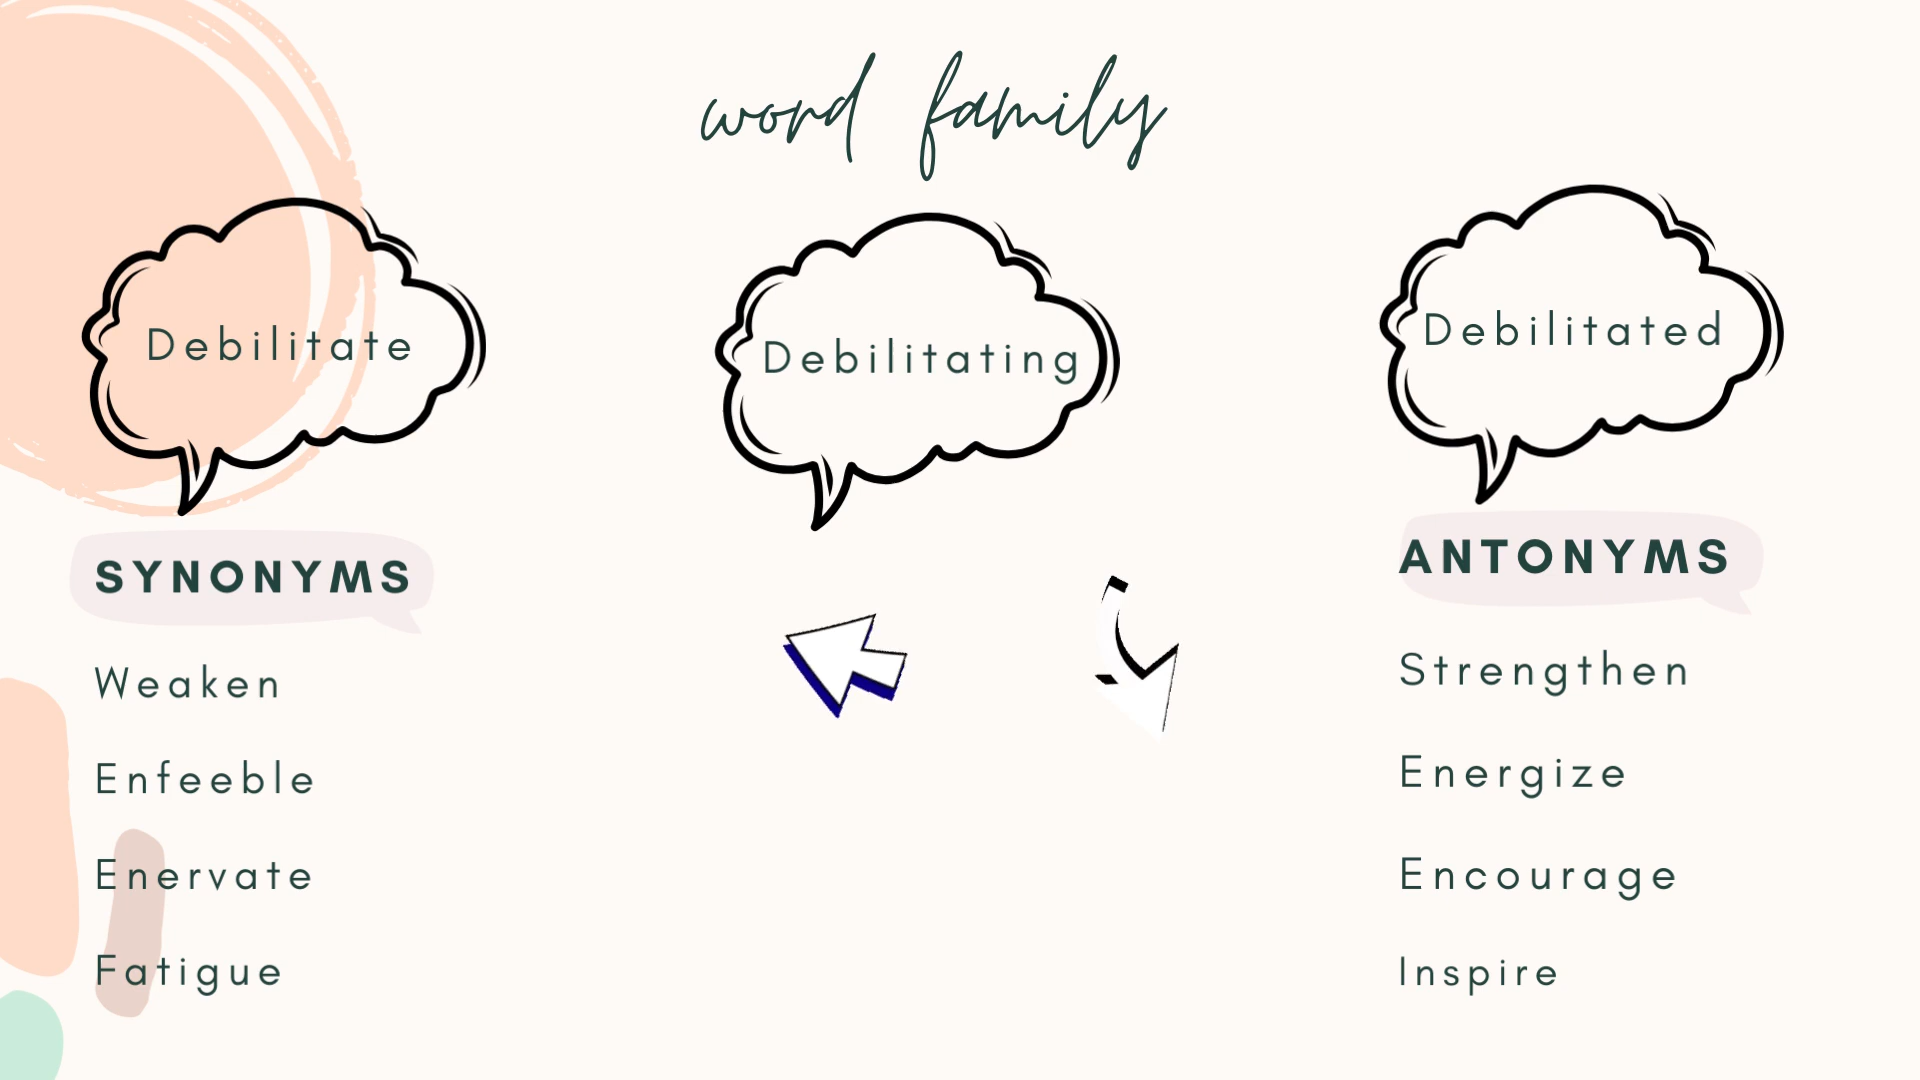 word family
Debilitate
Debilitating
Debilitated
SYNONYMS
Weaken
Enfeeble
Enervate
Fatigue
ANTONYMS
Strengthen
Energize
Encourage
Inspire